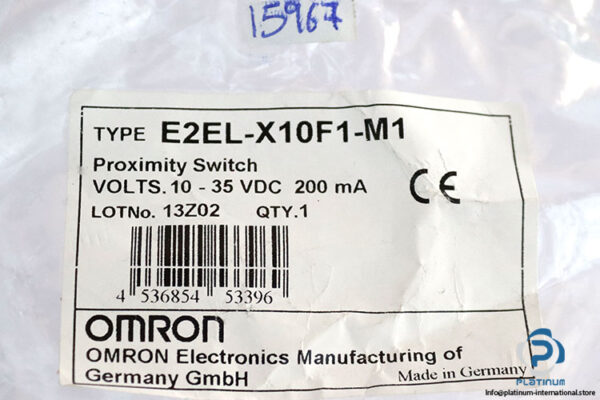 15967
TYPE E2EL-X10F1-M1
Proximity Switch
VOLTS. 10 - 35 VDC 200 mA
CE
LOTNo. 13Z02 QTY.1
4 536854 53396
OMRON
OMRON Electronics Manufacturing of
Germany GmbH
Made in Germany
PLATINUM
Info@platinum-international.store